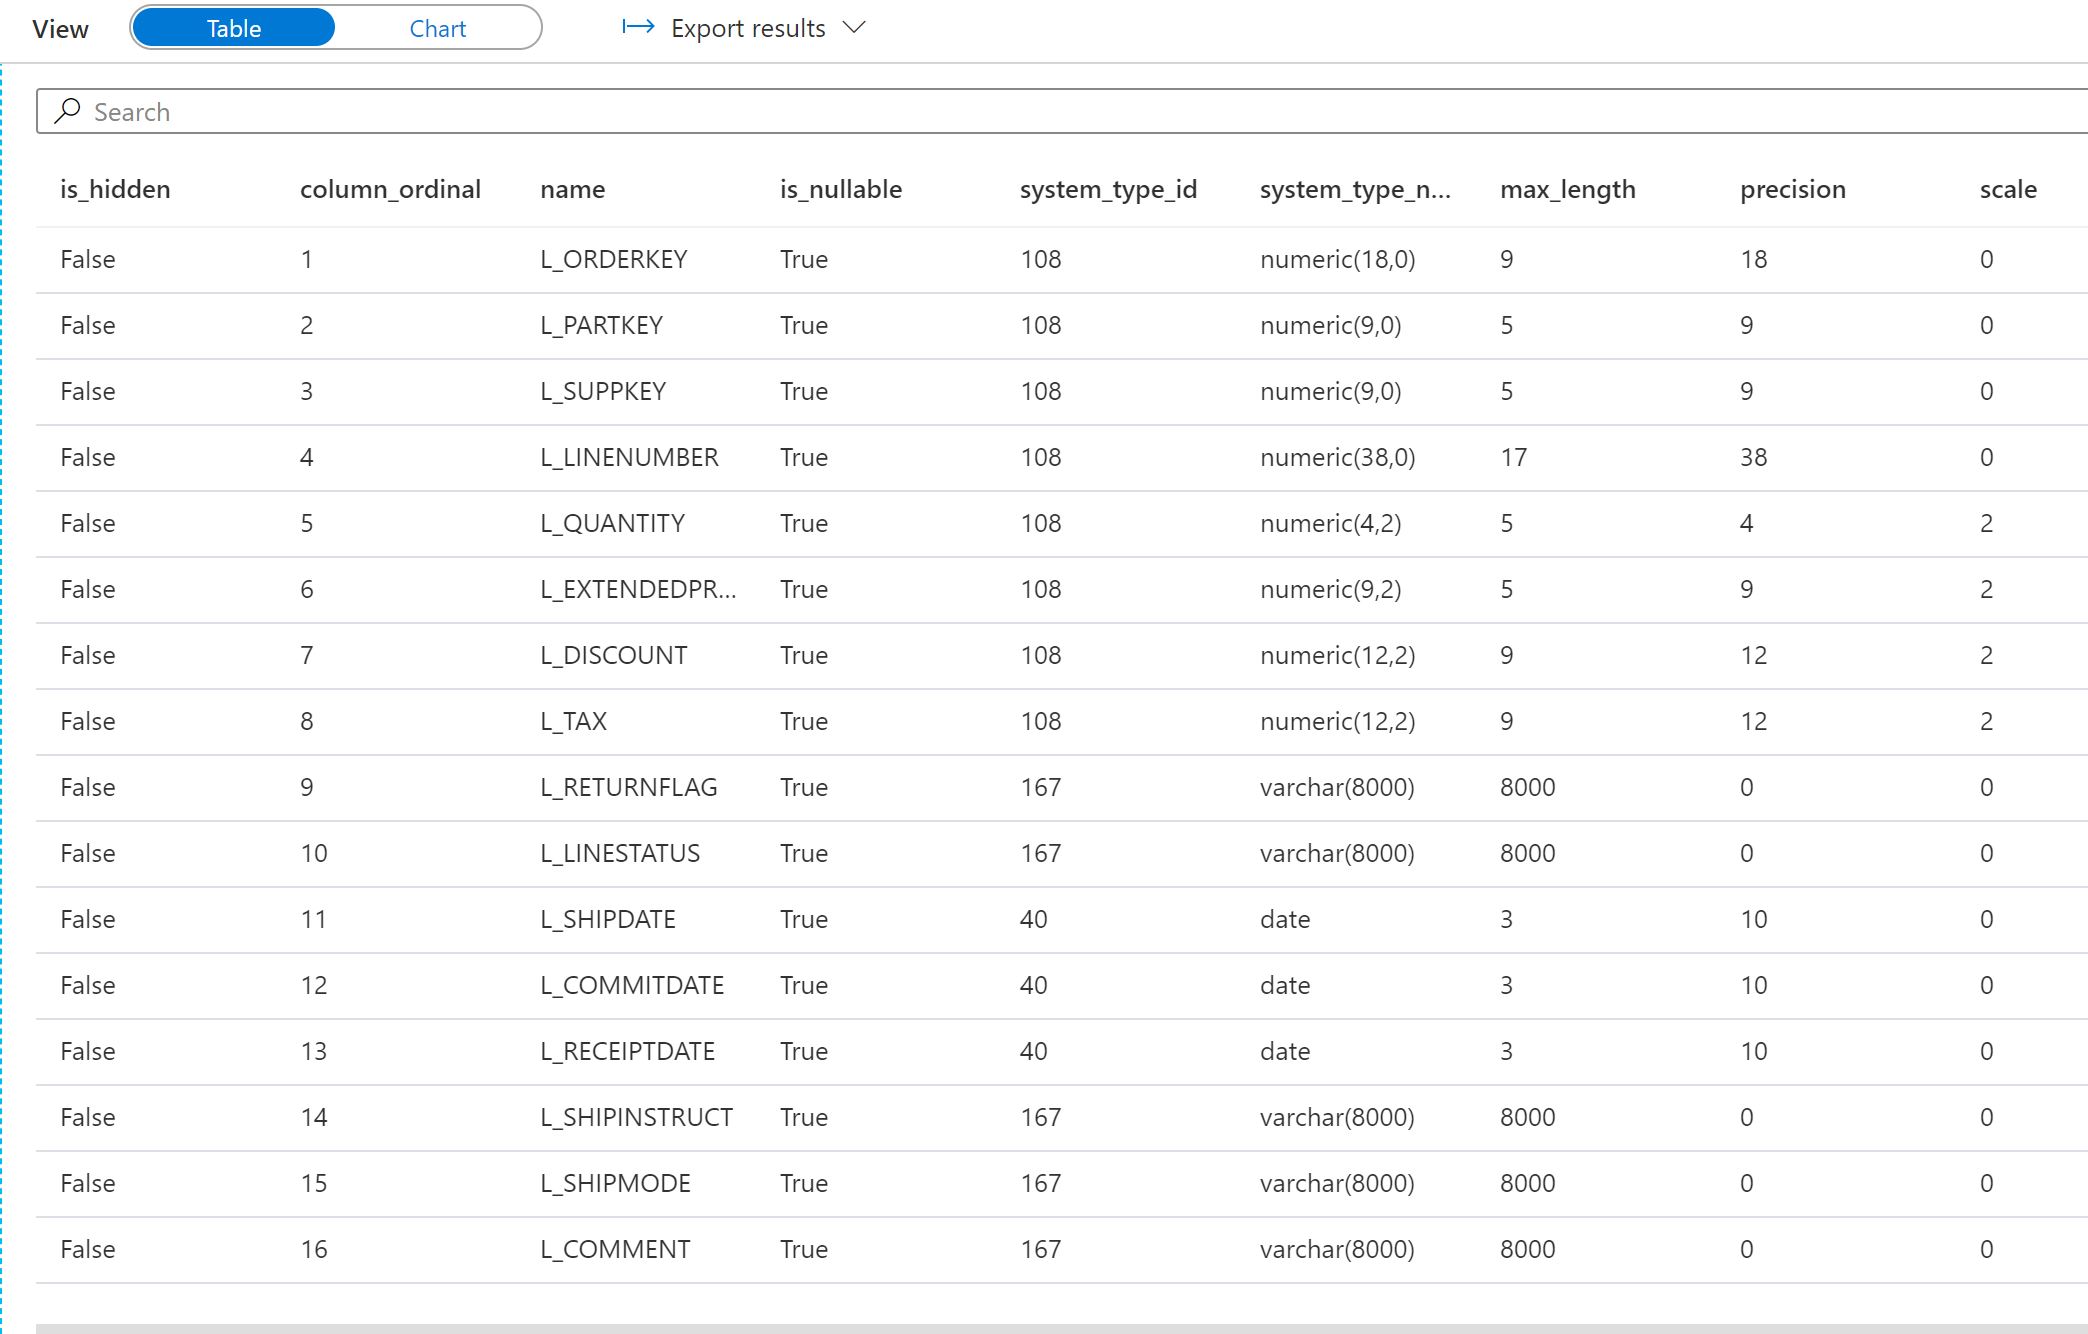 View Table Chart Export results
Search
is_hidden column_ordinal name is_nullable system_type_id system_type_n... max_length precision scale
False 1 L_ORDERKEY True 108 numeric(18,0) 9 18 0
False 2 L_PARTKEY True 108 numeric(9,0) 5 9 0
False 3 L_SUPPKEY True 108 numeric(9,0) 5 9 0
False 4 L_LINENUMBER True 108 numeric(38,0) 17 38 0
False 5 L_QUANTITY True 108 numeric(4,2) 5 4 2
False 6 L_EXTENDEDPR... True 108 numeric(9,2) 5 9 2
False 7 L_DISCOUNT True 108 numeric(12,2) 9 12 2
False 8 L_TAX True 108 numeric(12,2) 9 12 2
False 9 L_RETURNFLAG True 167 varchar(8000) 8000 0 0
False 10 L_LINESTATUS True 167 varchar(8000) 8000 0 0
False 11 L_SHIPDATE True 40 date 3 10 0
False 12 L_COMMITDATE True 40 date 3 10 0
False 13 L_RECEIPTDATE True 40 date 3 10 0
False 14 L_SHIPINSTRUCT True 167 varchar(8000) 8000 0 0
False 15 L_SHIPMODE True 167 varchar(8000) 8000 0 0
False 16 L_COMMENT True 167 varchar(8000) 8000 0 0